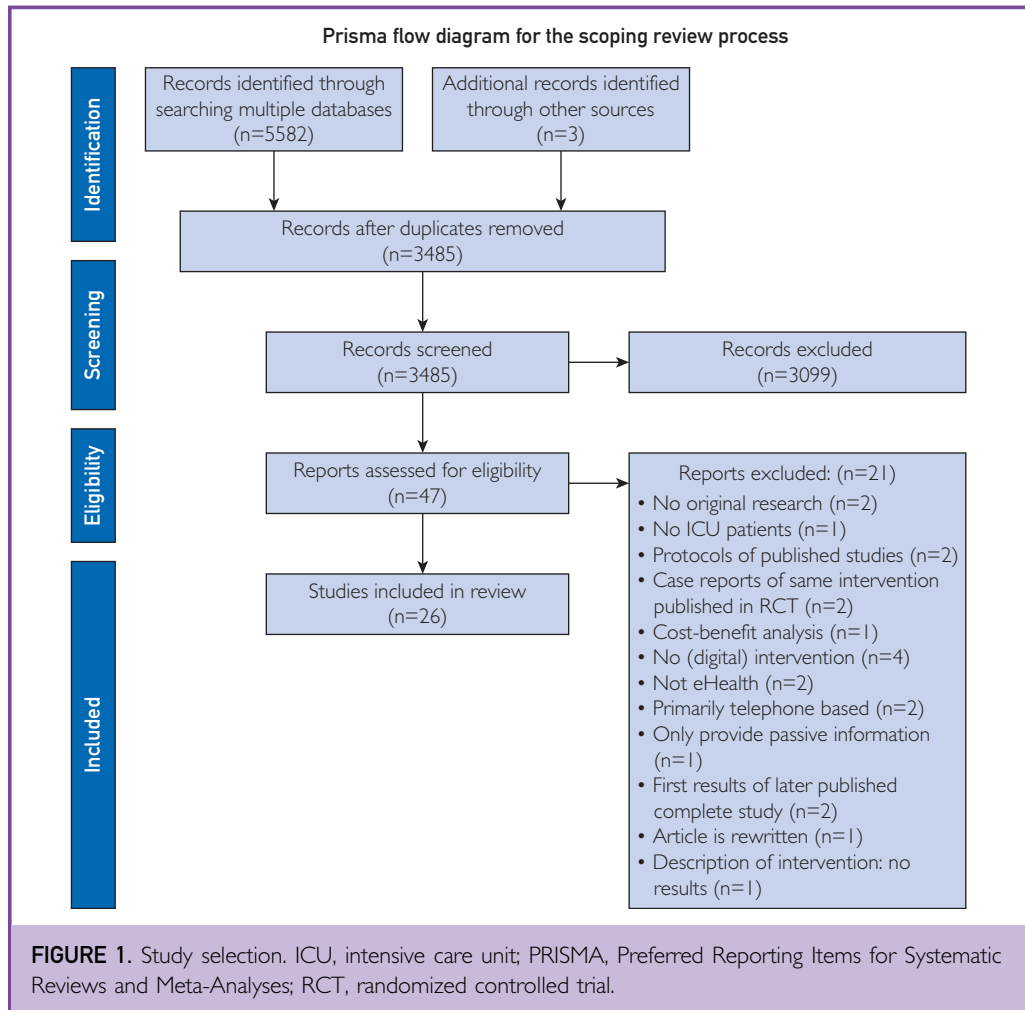 Prisma flow diagram for the scoping review process
Identification
Records identified through
searching multiple databases
(n=5582)
Additional records identified
through other sources
(n=3)
Records after duplicates removed
(n=3485)
Screening
Records screened
(n=3485)
Records excluded
(n=3099)
Eligibility
Reports assessed for eligibility
(n=47)
Reports excluded: (n=21)
• No original research (n=2)
• No ICU patients (n=1)
• Protocols of published studies (n=2)
• Case reports of same intervention
published in RCT (n=2)
• Cost-benefit analysis (n=1)
• No (digital) intervention (n=4)
• Not eHealth (n=2)
• Primarily telephone based (n=2)
• Only provide passive information
(n=1)
• First results of later published
complete study (n=2)
• Article is rewritten (n=1)
• Description of intervention: no
results (n=1)
Included
Studies included in review
(n=26)
FIGURE 1. Study selection. ICU, intensive care unit; PRISMA, Preferred Reporting Items for Systematic
Reviews and Meta-Analyses; RCT, randomized controlled trial.